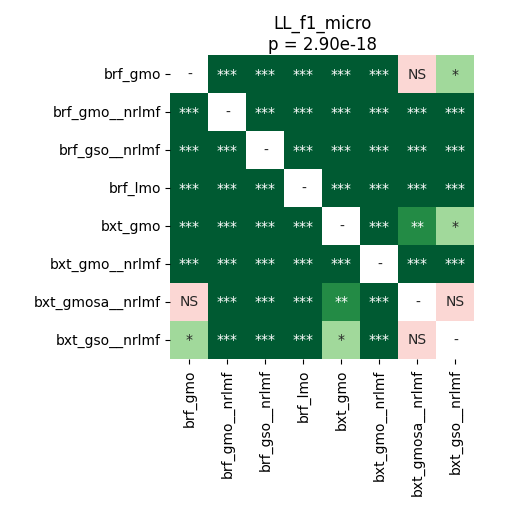 LL_f1_micro
p = 2.90e-18
brf_gmo - *** *** *** *** *** NS *
brf_gmo__nrlmf *** - *** *** *** *** *** ***
brf_gso__nrlmf *** *** - *** *** *** *** ***
brf_lmo *** *** *** - *** *** *** ***
bxt_gmo *** *** *** *** - *** ** *
bxt_gmo__nrlmf *** *** *** *** *** - *** ***
bxt_gmosa__nrlmf NS *** *** *** ** *** - NS
bxt_gso__nrlmf * *** *** *** * *** NS -
brf_gmo
brf_gmo__nrlmf
brf_gso__nrlmf
brf_lmo
bxt_gmo
bxt_gmo__nrlmf
bxt_gmosa__nrlmf
bxt_gso__nrlmf